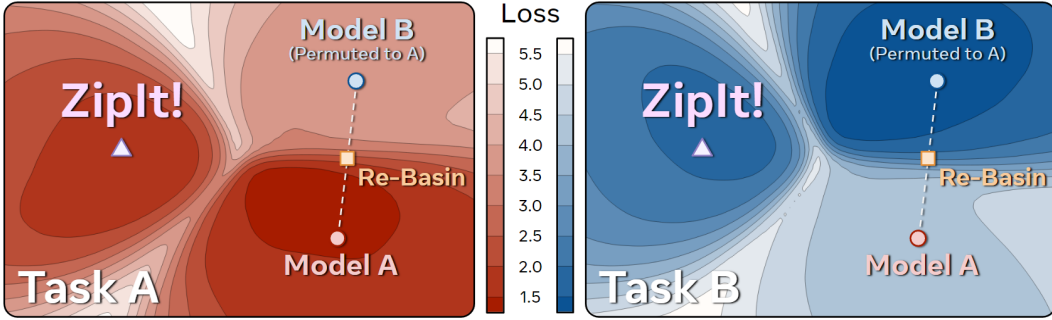 Model B
(Permuted to A)
ZipIt!
Re-Basin
Model A
Task A
Loss
5.5
5.0
4.5
4.0
3.5
3.0
2.5
2.0
1.5
Model B
(Permuted to A)
ZipIt!
Re-Basin
Model A
Task B